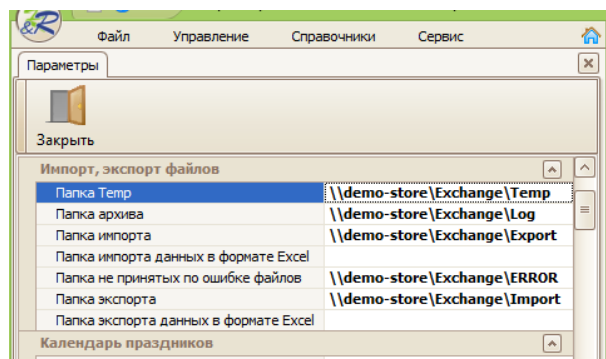 &R
Файл Управление Справочники Сервис
Параметры
Закрыть
Импорт, экспорт файлов
Папка Temp \\demo-store\Exchange\Temp
Папка архива \\demo-store\Exchange\Log
Папка импорта \\demo-store\Exchange\Export
Папка импорта данных в формате Excel
Папка не принятых по ошибке файлов \\demo-store\Exchange\ERROR
Папка экспорта \\demo-store\Exchange\Import
Папка экспорта данных в формате Excel
Календарь праздников